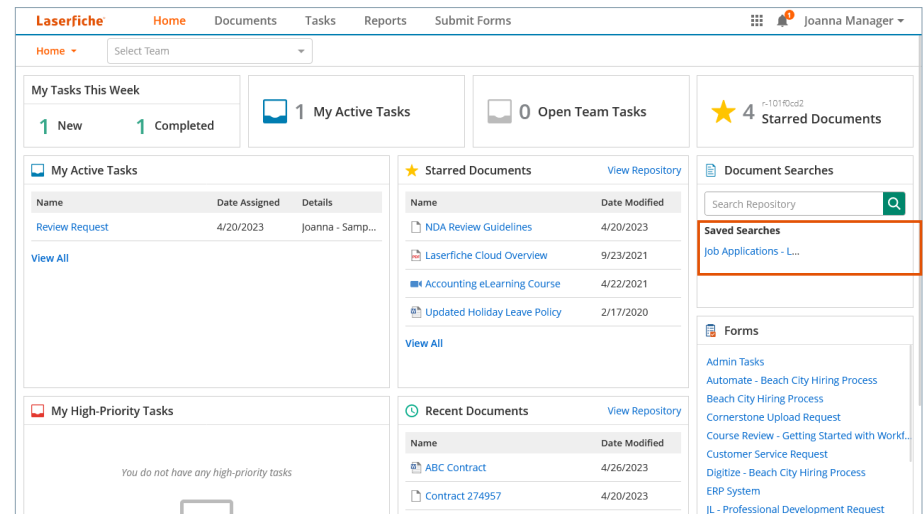 Laserfiche Home Documents Tasks Reports Submit Forms 1 Joanna Manager
Home Select Team
My Tasks This Week
1 New 1 Completed
1 My Active Tasks
0 Open Team Tasks
r-101f0cd2
4 Starred Documents
My Active Tasks
Name Date Assigned Details
Review Request 4/20/2023 Joanna - Samp...
View All
Starred Documents View Repository
Name Date Modified
NDA Review Guidelines 4/20/2023
Laserfiche Cloud Overview 9/23/2021
Accounting eLearning Course 4/22/2021
Updated Holiday Leave Policy 2/17/2020
View All
Document Searches
Search Repository
Saved Searches
Job Applications - L...
Forms
Admin Tasks
Automate - Beach City Hiring Process
Beach City Hiring Process
Cornerstone Upload Request
Course Review - Getting Started with Workf...
Customer Service Request
Digitize - Beach City Hiring Process
ERP System
JL - Professional Development Request
My High-Priority Tasks
You do not have any high-priority tasks
Recent Documents View Repository
Name Date Modified
ABC Contract 4/26/2023
Contract 274957 4/20/2023